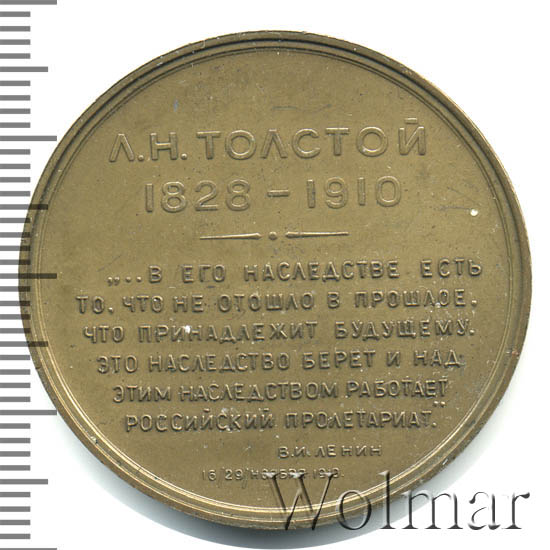 Л.Н. ТОЛСТОЙ
1828 – 1910
„... В ЕГО НАСЛЕДСТВЕ ЕСТЬ
ТО, ЧТО НЕ ОТОШЛО В ПРОШЛОЕ,
ЧТО ПРИНАДЛЕЖИТ БУДУЩЕМУ.
ЭТО НАСЛЕДСТВО БЕРЕТ И НАД
ЭТИМ НАСЛЕДСТВОМ РАБОТАЕТ
РОССИЙСКИЙ ПРОЛЕТАРИАТ."
В.И. ЛЕНИН
16/29/НОЯБРЯ 1910.
Wolmar